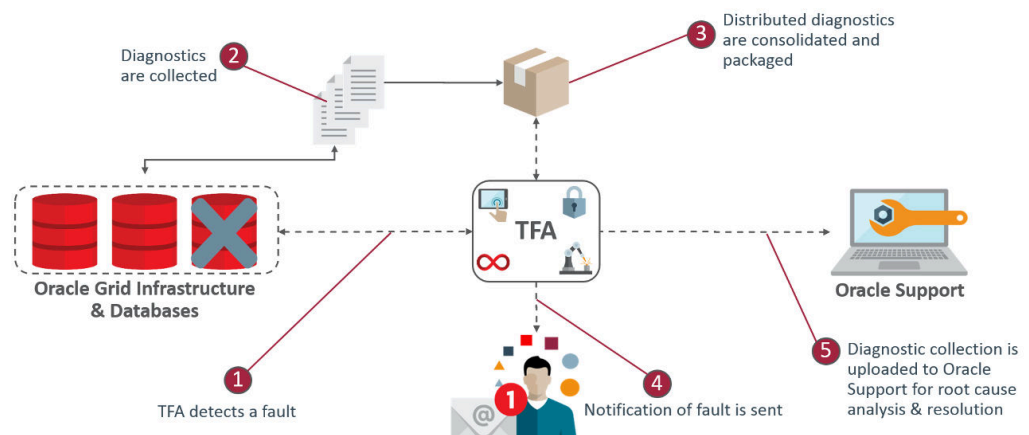 Diagnostics
are collected
2
3
Distributed diagnostics
are consolidated and
packaged
TFA
Oracle Grid Infrastructure
& Databases
Oracle Support
1
TFA detects a fault
@
1
4
Notification of fault is sent
5
Diagnostic collection is
uploaded to Oracle
Support for root cause
analysis & resolution